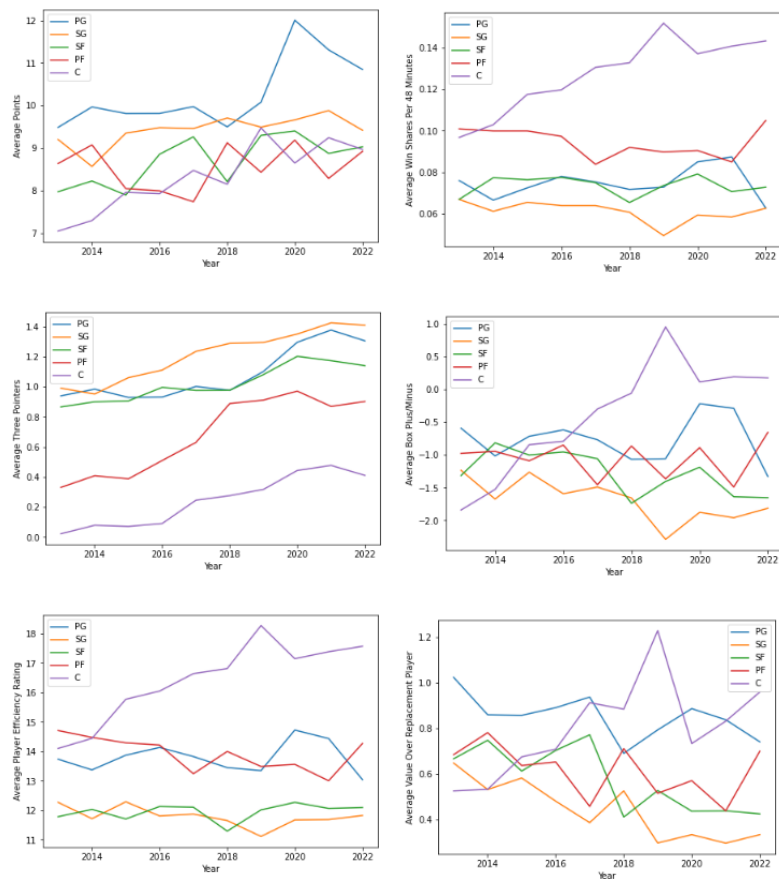 12
11
10
9
8
7
Average Points
PG
SG
SF
PF
C
2014 2016 2018 2020 2022
Year
0.14
0.12
0.10
0.08
0.06
Average Win Shares Per 48 Minutes
PG
SG
SF
PF
C
2014 2016 2018 2020 2022
Year
1.4
1.2
1.0
0.8
0.6
0.4
0.2
0.0
Average Three Pointers
PG
SG
SF
PF
C
2014 2016 2018 2020 2022
Year
1.0
0.5
0.0
−0.5
−1.0
−1.5
−2.0
Average Box Plus/Minus
PG
SG
SF
PF
C
2014 2016 2018 2020 2022
Year
18
17
16
15
14
13
12
11
Average Player Efficiency Rating
PG
SG
SF
PF
C
2014 2016 2018 2020 2022
Year
1.2
1.0
0.8
0.6
0.4
Average Value Over Replacement Player
PG
SG
SF
PF
C
2014 2016 2018 2020 2022
Year